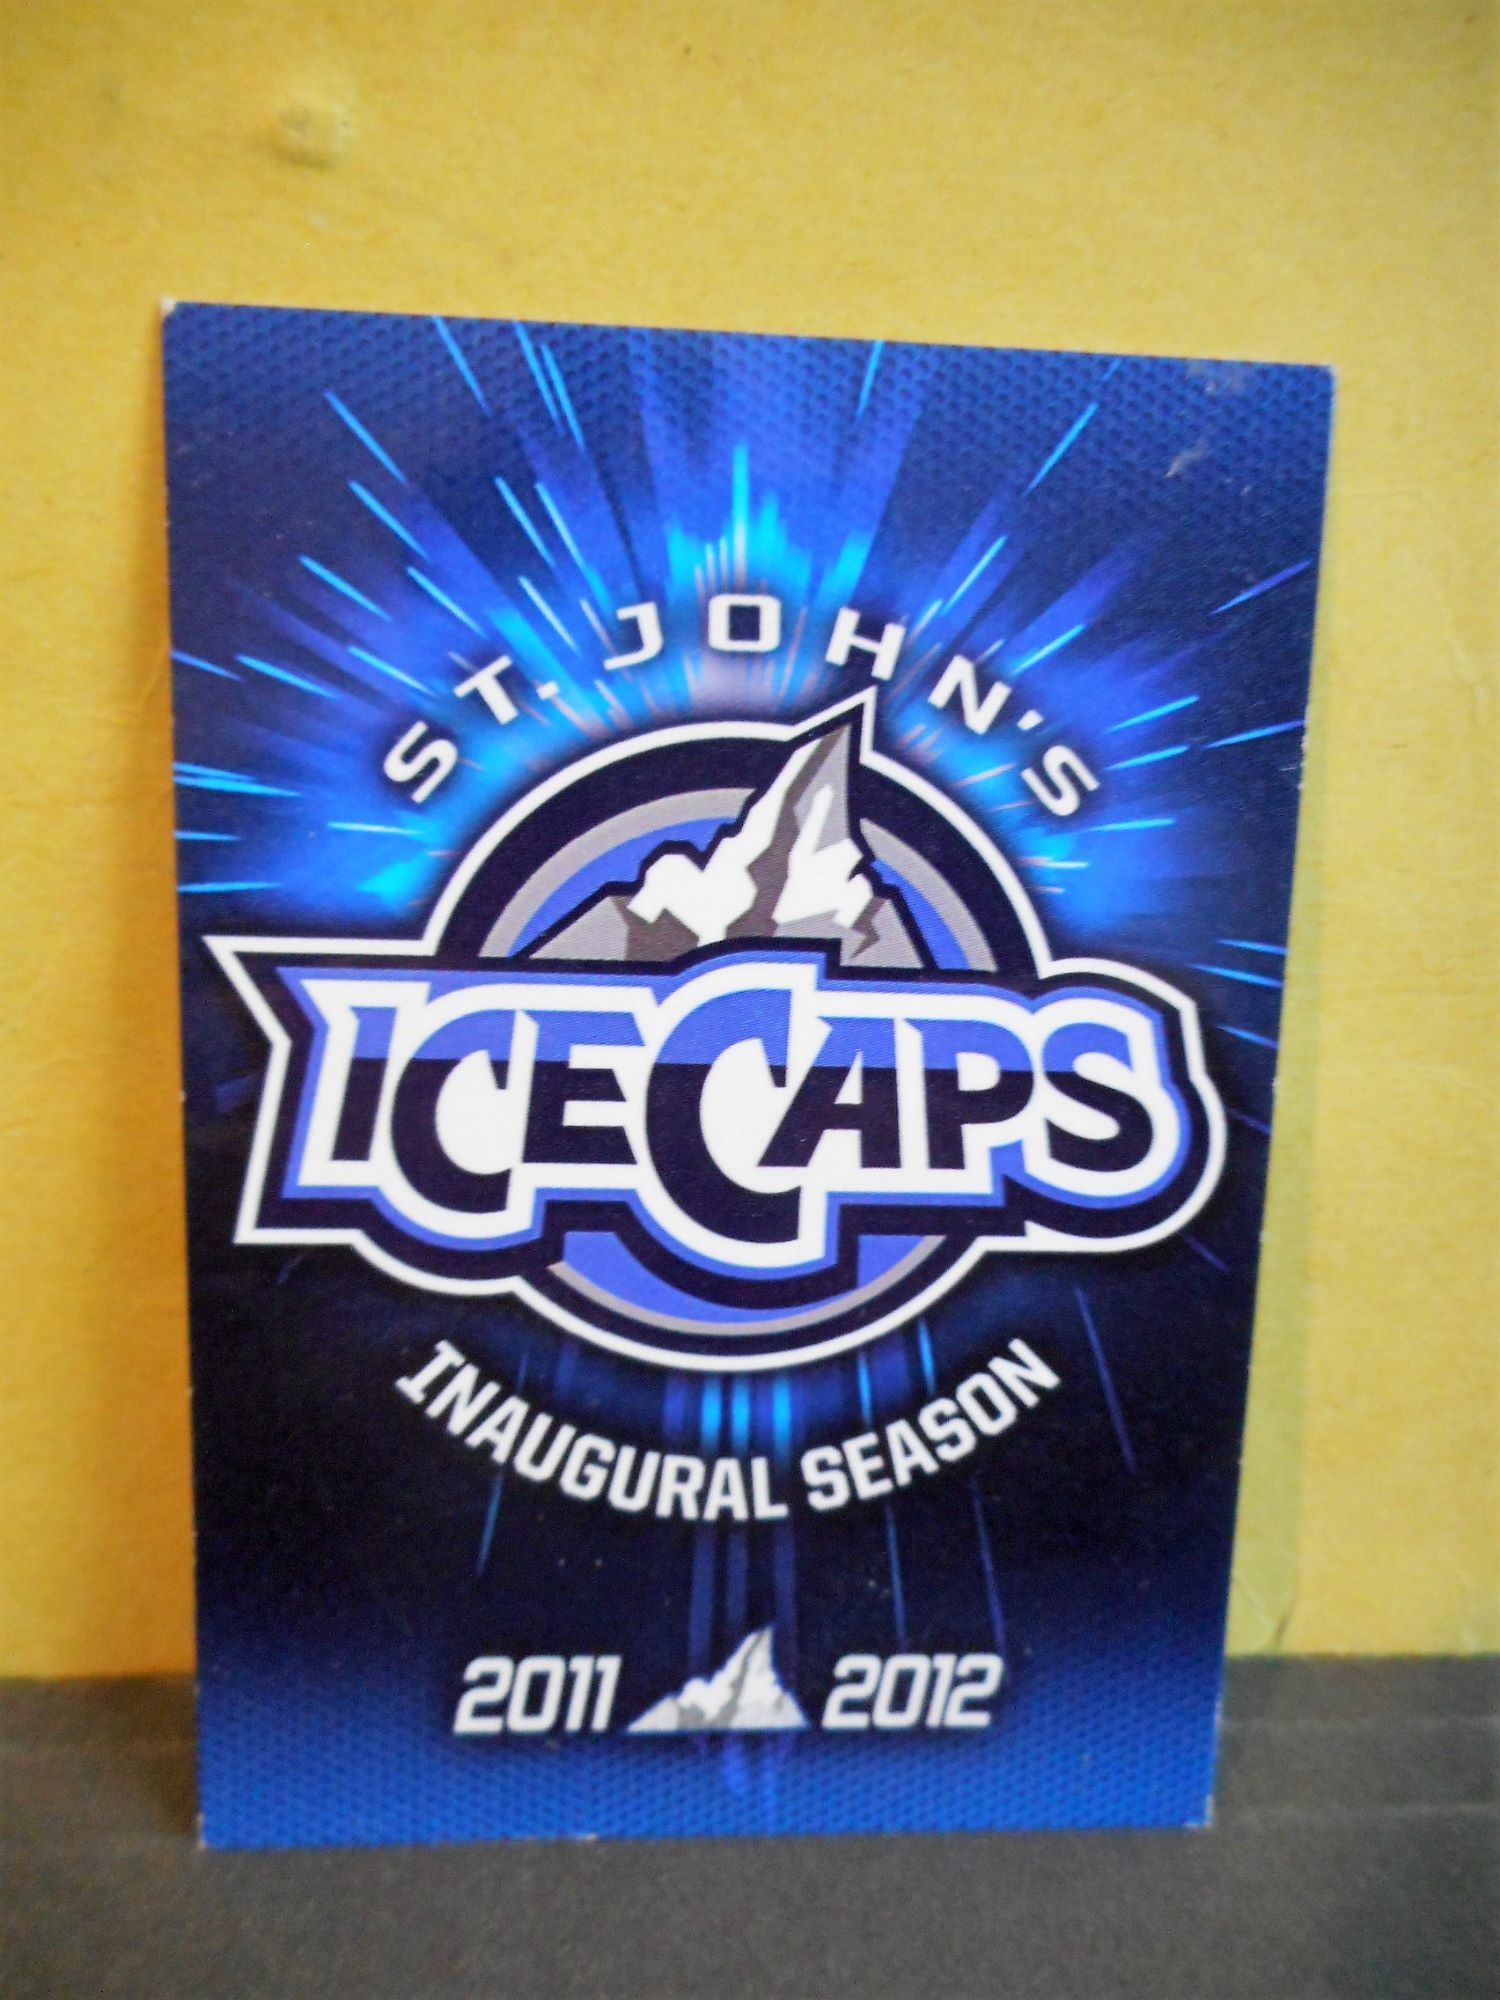 ST. JOHN'S
ICECAPS
INAUGURAL SEASON
2011 2012